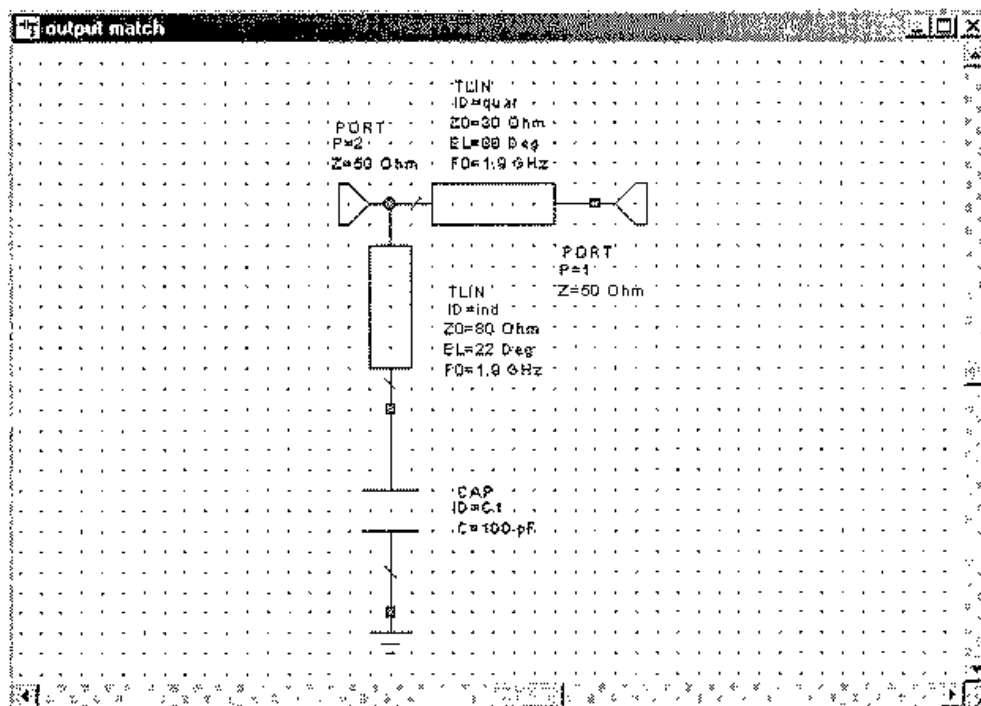 output match
TLIN
ID=quar
Z0=30 Ohm
EL=88 Deg
F0=1.9 GHz
PORT
P=2
Z=50 Ohm
PORT
P=1
Z=50 Ohm
TLIN
ID=ind
Z0=80 Ohm
EL=22 Deg
F0=1.9 GHz
CAP
ID=C1
C=100 pF